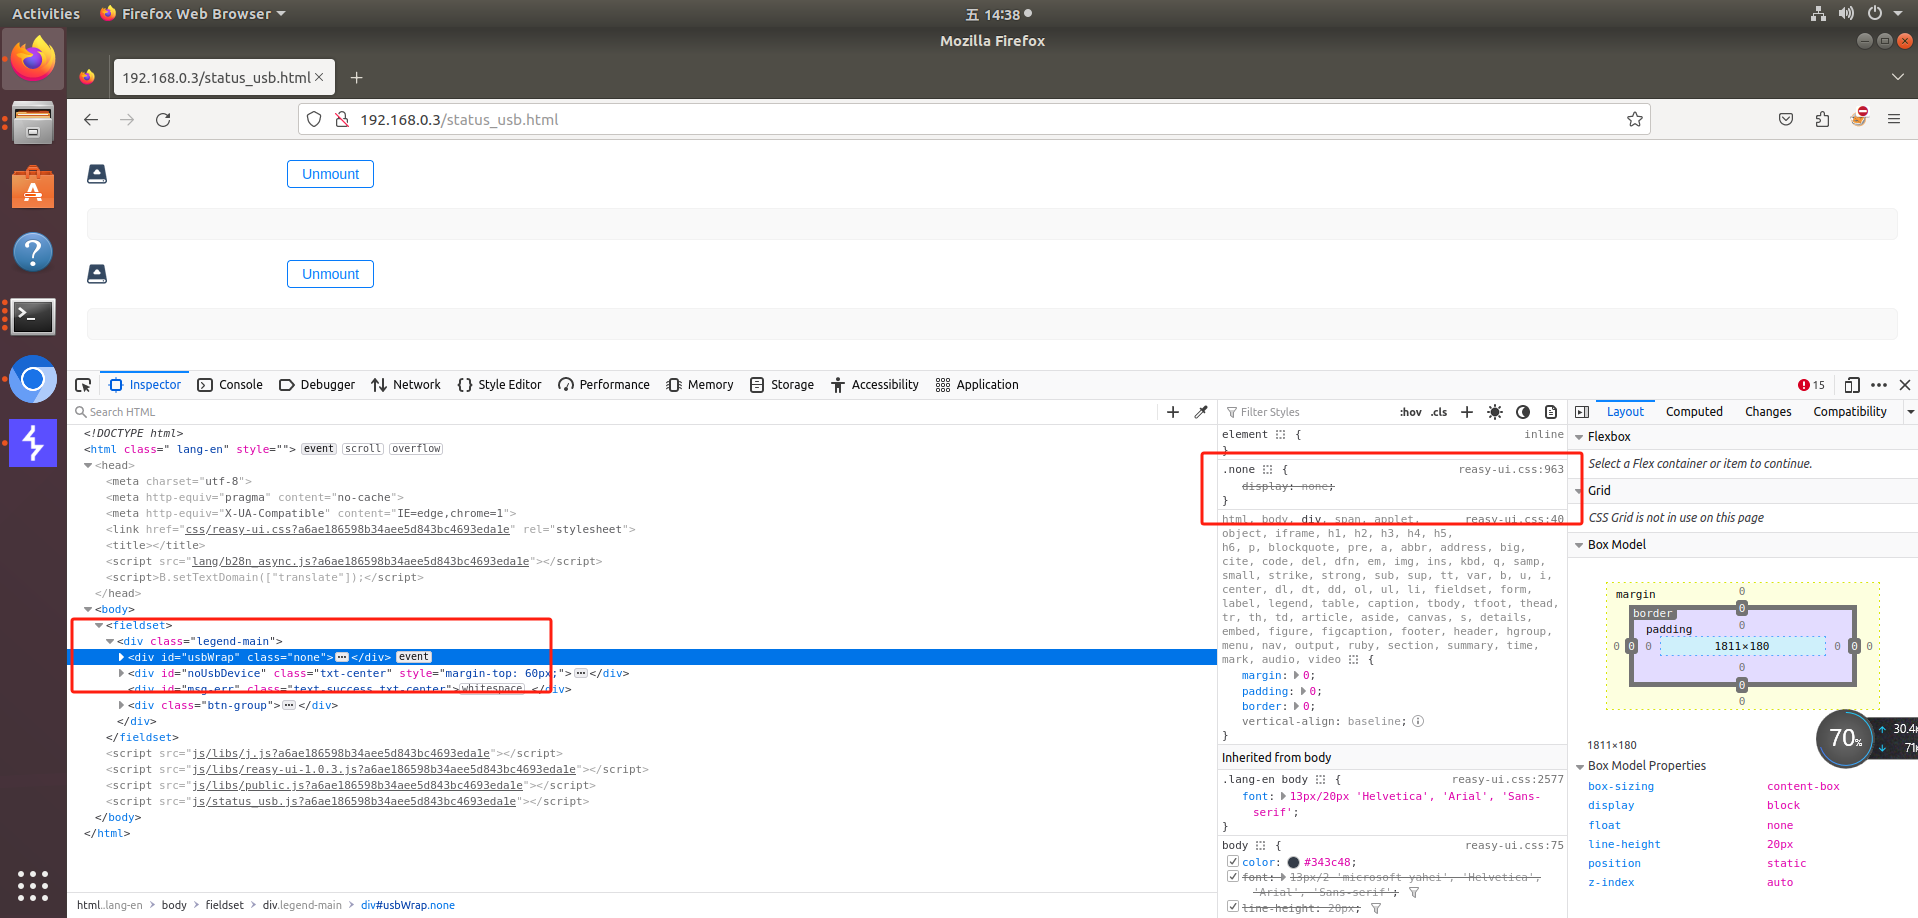 Activities Firefox Web Browser 五 14:38
Mozilla Firefox
192.168.0.3/status_usb.html
192.168.0.3/status_usb.html
Unmount
Unmount
Inspector Console Debugger Network Style Editor Performance Memory Storage Accessibility Application 15
Search HTML
<!DOCTYPE html>
<html class=" lang-en" style=""> event scroll overflow
<head>
<meta charset="utf-8">
<meta http-equiv="pragma" content="no-cache">
<meta http-equiv="X-UA-Compatible" content="IE=edge,chrome=1">
<link href="css/reasy-ui.css?a6ae186598b34aee5d843bc4693eda1e" rel="stylesheet">
<title></title>
<script src="lang/b28n_async.js?a6ae186598b34aee5d843bc4693eda1e"></script>
<script>B.setTextDomain(["translate"]);</script>
</head>
<body>
<fieldset>
<div class="legend-main">
<div id="usbWrap" class="none"></div> event
<div id="noUsbDevice" class="txt-center" style="margin-top: 60px;"></div>
<div id="msg-err" class="text-success txt-center">whitespace </div>
<div class="btn-group"></div>
</div>
</fieldset>
<script src="js/libs/j.js?a6ae186598b34aee5d843bc4693eda1e"></script>
<script src="js/libs/reasy-ui-1.0.3.js?a6ae186598b34aee5d843bc4693eda1e"></script>
<script src="js/libs/public.js?a6ae186598b34aee5d843bc4693eda1e"></script>
<script src="js/status_usb.js?a6ae186598b34aee5d843bc4693eda1e"></script>
</body>
</html>
html.lang-en > body > fieldset > div.legend-main > div#usbWrap.none
Filter Styles :hov .cls
element { inline
}
.none { reasy-ui.css:963
display: none;
}
html, body, div, span, applet, reasy-ui.css:40
object, iframe, h1, h2, h3, h4, h5,
h6, p, blockquote, pre, a, abbr, address, big,
cite, code, del, dfn, em, img, ins, kbd, q, samp,
small, strike, strong, sub, sup, tt, var, b, u, i,
center, dl, dt, dd, ol, ul, li, fieldset, form,
label, legend, table, caption, tbody, tfoot, thead,
tr, th, td, article, aside, canvas, s, details,
embed, figure, figcaption, footer, header, hgroup,
menu, nav, output, ruby, section, summary, time,
mark, audio, video {
margin: 0;
padding: 0;
border: 0;
vertical-align: baseline;
}
Inherited from body
.lang-en body { reasy-ui.css:2577
font: 13px/20px 'Helvetica', 'Arial', 'Sans-
serif';
}
body { reasy-ui.css:75
color: #343c48;
font: 13px/2 'microsoft yahei', 'Helvetica',
'Arial', 'Sans-serif';
line-height: 20px;
Layout Computed Changes Compatibility
Flexbox
Select a Flex container or item to continue.
Grid
CSS Grid is not in use on this page
Box Model
margin 0
border 0
padding 0
0 0 0 1811×180 0 0 0
0
0
0
1811×180
Box Model Properties
box-sizing content-box
display block
float none
line-height 20px
position static
z-index auto
70%
30.4
71